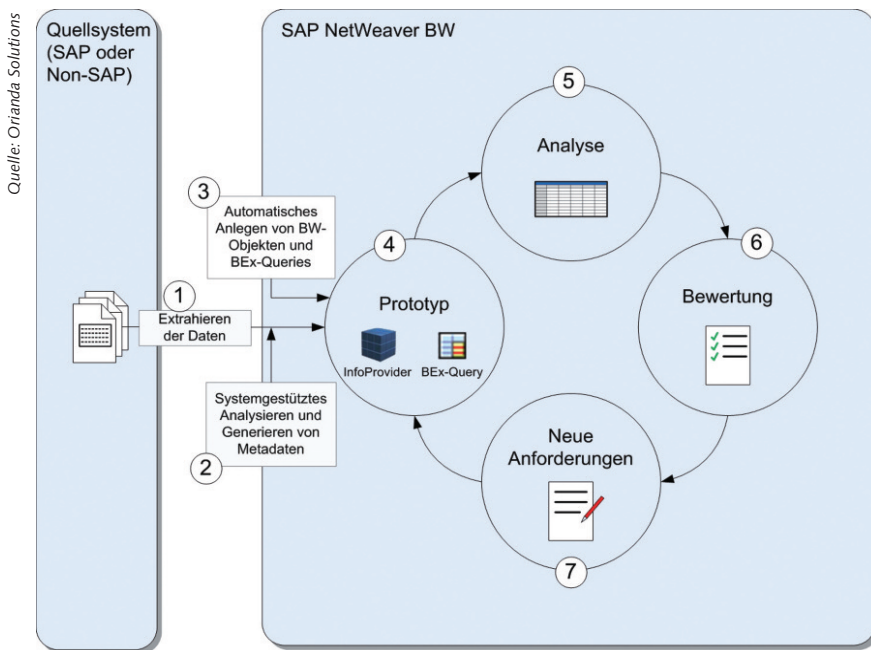 Quelle: Orianda Solutions
Quellsystem
(SAP oder
Non-SAP)
SAP NetWeaver BW
1
Extrahieren
der Daten
2
Systemgestütztes
Analysieren und
Generieren von
Metadaten
3
Automatisches
Anlegen von BW-
Objekten und
BEx-Queries
4
Prototyp
InfoProvider
BEx-Query
5
Analyse
6
Bewertung
Neue
Anforderungen
7